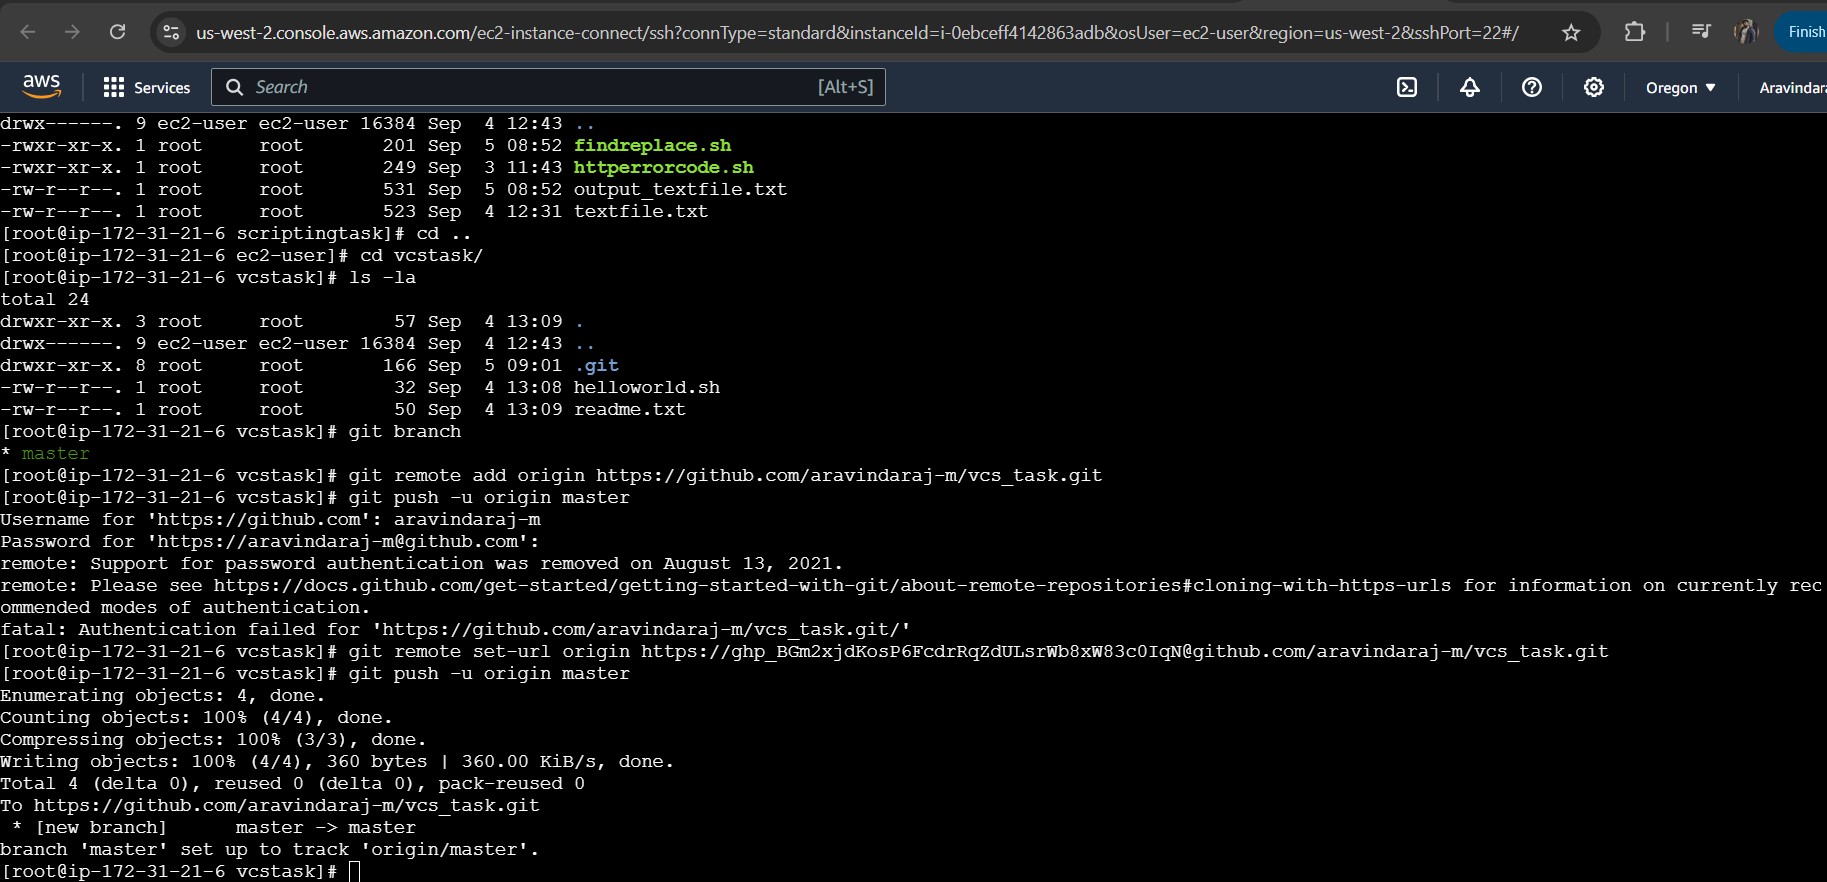 us-west-2.console.aws.amazon.com/ec2-instance-connect/ssh?connType=standard&instanceId=i-0ebceff4142863adb&osUser=ec2-user&region=us-west-2&sshPort=22#/
Finish
aws
Services
Search
[Alt+S]
Oregon
Aravindara
drwx------. 9 ec2-user ec2-user 16384 Sep  4 12:43 ..
-rwxr-xr-x. 1 root     root       201 Sep  5 08:52 findreplace.sh
-rwxr-xr-x. 1 root     root       249 Sep  3 11:43 httperrorcode.sh
-rw-r--r--. 1 root     root       531 Sep  5 08:52 output_textfile.txt
-rw-r--r--. 1 root     root       523 Sep  4 12:31 textfile.txt
[root@ip-172-31-21-6 scriptingtask]# cd ..
[root@ip-172-31-21-6 ec2-user]# cd vcstask/
[root@ip-172-31-21-6 vcstask]# ls -la
total 24
drwxr-xr-x. 3 root     root        57 Sep  4 13:09 .
drwx------. 9 ec2-user ec2-user 16384 Sep  4 12:43 ..
drwxr-xr-x. 8 root     root       166 Sep  5 09:01 .git
-rw-r--r--. 1 root     root        32 Sep  4 13:08 helloworld.sh
-rw-r--r--. 1 root     root        50 Sep  4 13:09 readme.txt
[root@ip-172-31-21-6 vcstask]# git branch
* master
[root@ip-172-31-21-6 vcstask]# git remote add origin https://github.com/aravindaraj-m/vcs_task.git
[root@ip-172-31-21-6 vcstask]# git push -u origin master
Username for 'https://github.com': aravindaraj-m
Password for 'https://aravindaraj-m@github.com':
remote: Support for password authentication was removed on August 13, 2021.
remote: Please see https://docs.github.com/get-started/getting-started-with-git/about-remote-repositories#cloning-with-https-urls for information on currently rec
ommended modes of authentication.
fatal: Authentication failed for 'https://github.com/aravindaraj-m/vcs_task.git/'
[root@ip-172-31-21-6 vcstask]# git remote set-url origin https://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@github.com/aravindaraj-m/vcs_task.git
[root@ip-172-31-21-6 vcstask]# git push -u origin master
Enumerating objects: 4, done.
Counting objects: 100% (4/4), done.
Compressing objects: 100% (3/3), done.
Writing objects: 100% (4/4), 360 bytes | 360.00 KiB/s, done.
Total 4 (delta 0), reused 0 (delta 0), pack-reused 0
To https://github.com/aravindaraj-m/vcs_task.git
 * [new branch]      master -> master
branch 'master' set up to track 'origin/master'.
[root@ip-172-31-21-6 vcstask]#